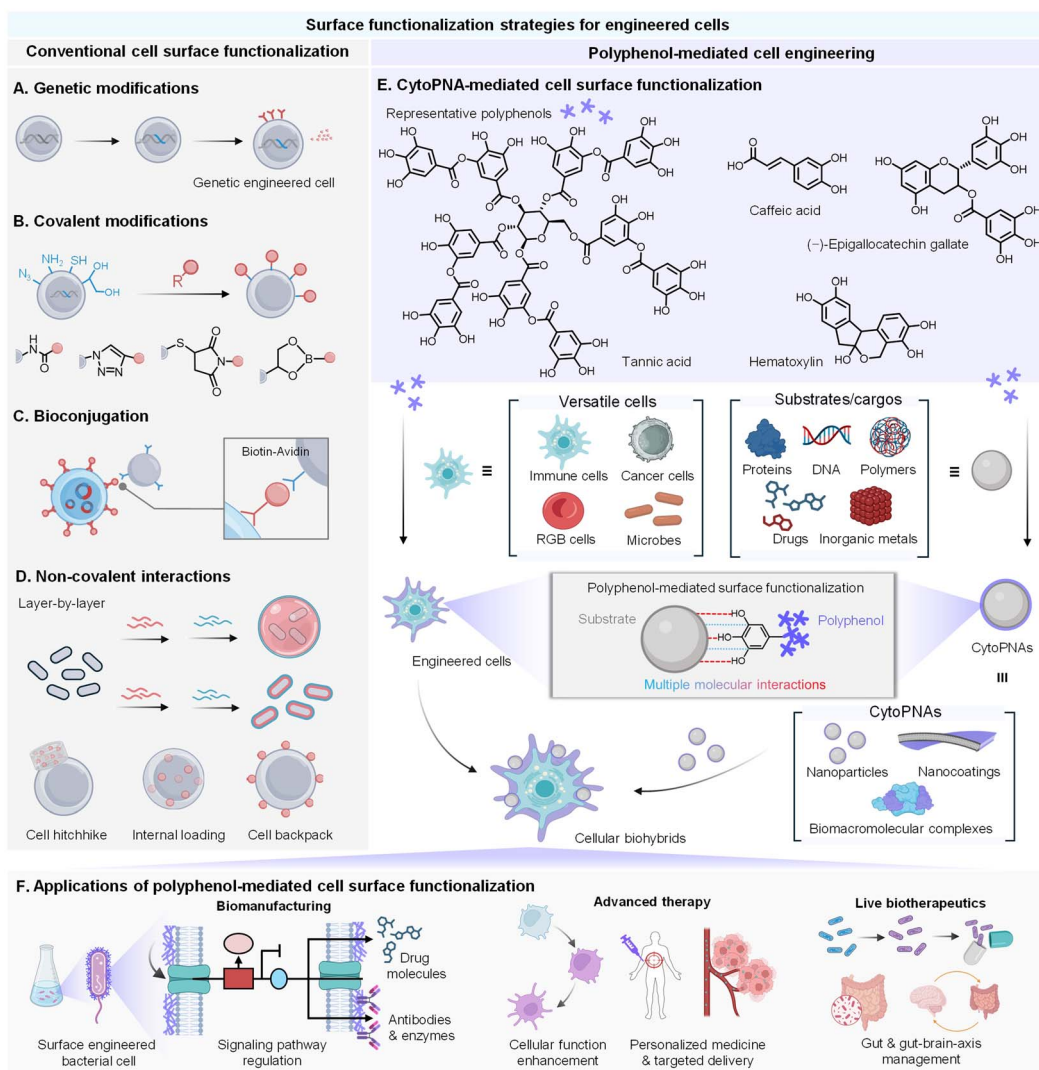 Surface functionalization strategies for engineered cells
Conventional cell surface functionalization
Polyphenol-mediated cell engineering
A. Genetic modifications
Genetic engineered cell
B. Covalent modifications
N₃
NH₂
SH
OH
OH
R
H
N
O
N
N=N
S
O
N
O
O
B
O
C. Bioconjugation
Biotin-Avidin
D. Non-covalent interactions
Layer-by-layer
Cell hitchhike
Internal loading
Cell backpack
E. CytoPNA-mediated cell surface functionalization
Representative polyphenols
Tannic acid
Caffeic acid
(−)-Epigallocatechin gallate
Hematoxylin
Versatile cells
Immune cells
Cancer cells
RGB cells
Microbes
Substrates/cargos
Proteins
DNA
Polymers
Drugs
Inorganic metals
Engineered cells
Polyphenol-mediated surface functionalization
Substrate
HO
HO
HO
Polyphenol
Multiple molecular interactions
CytoPNAs
CytoPNAs
Nanoparticles
Nanocoatings
Biomacromolecular complexes
Cellular biohybrids
F. Applications of polyphenol-mediated cell surface functionalization
Biomanufacturing
Surface engineered
bacterial cell
Signaling pathway
regulation
Drug
molecules
Antibodies
& enzymes
Advanced therapy
Cellular function
enhancement
Personalized medicine
& targeted delivery
Live biotherapeutics
Gut & gut-brain-axis
management